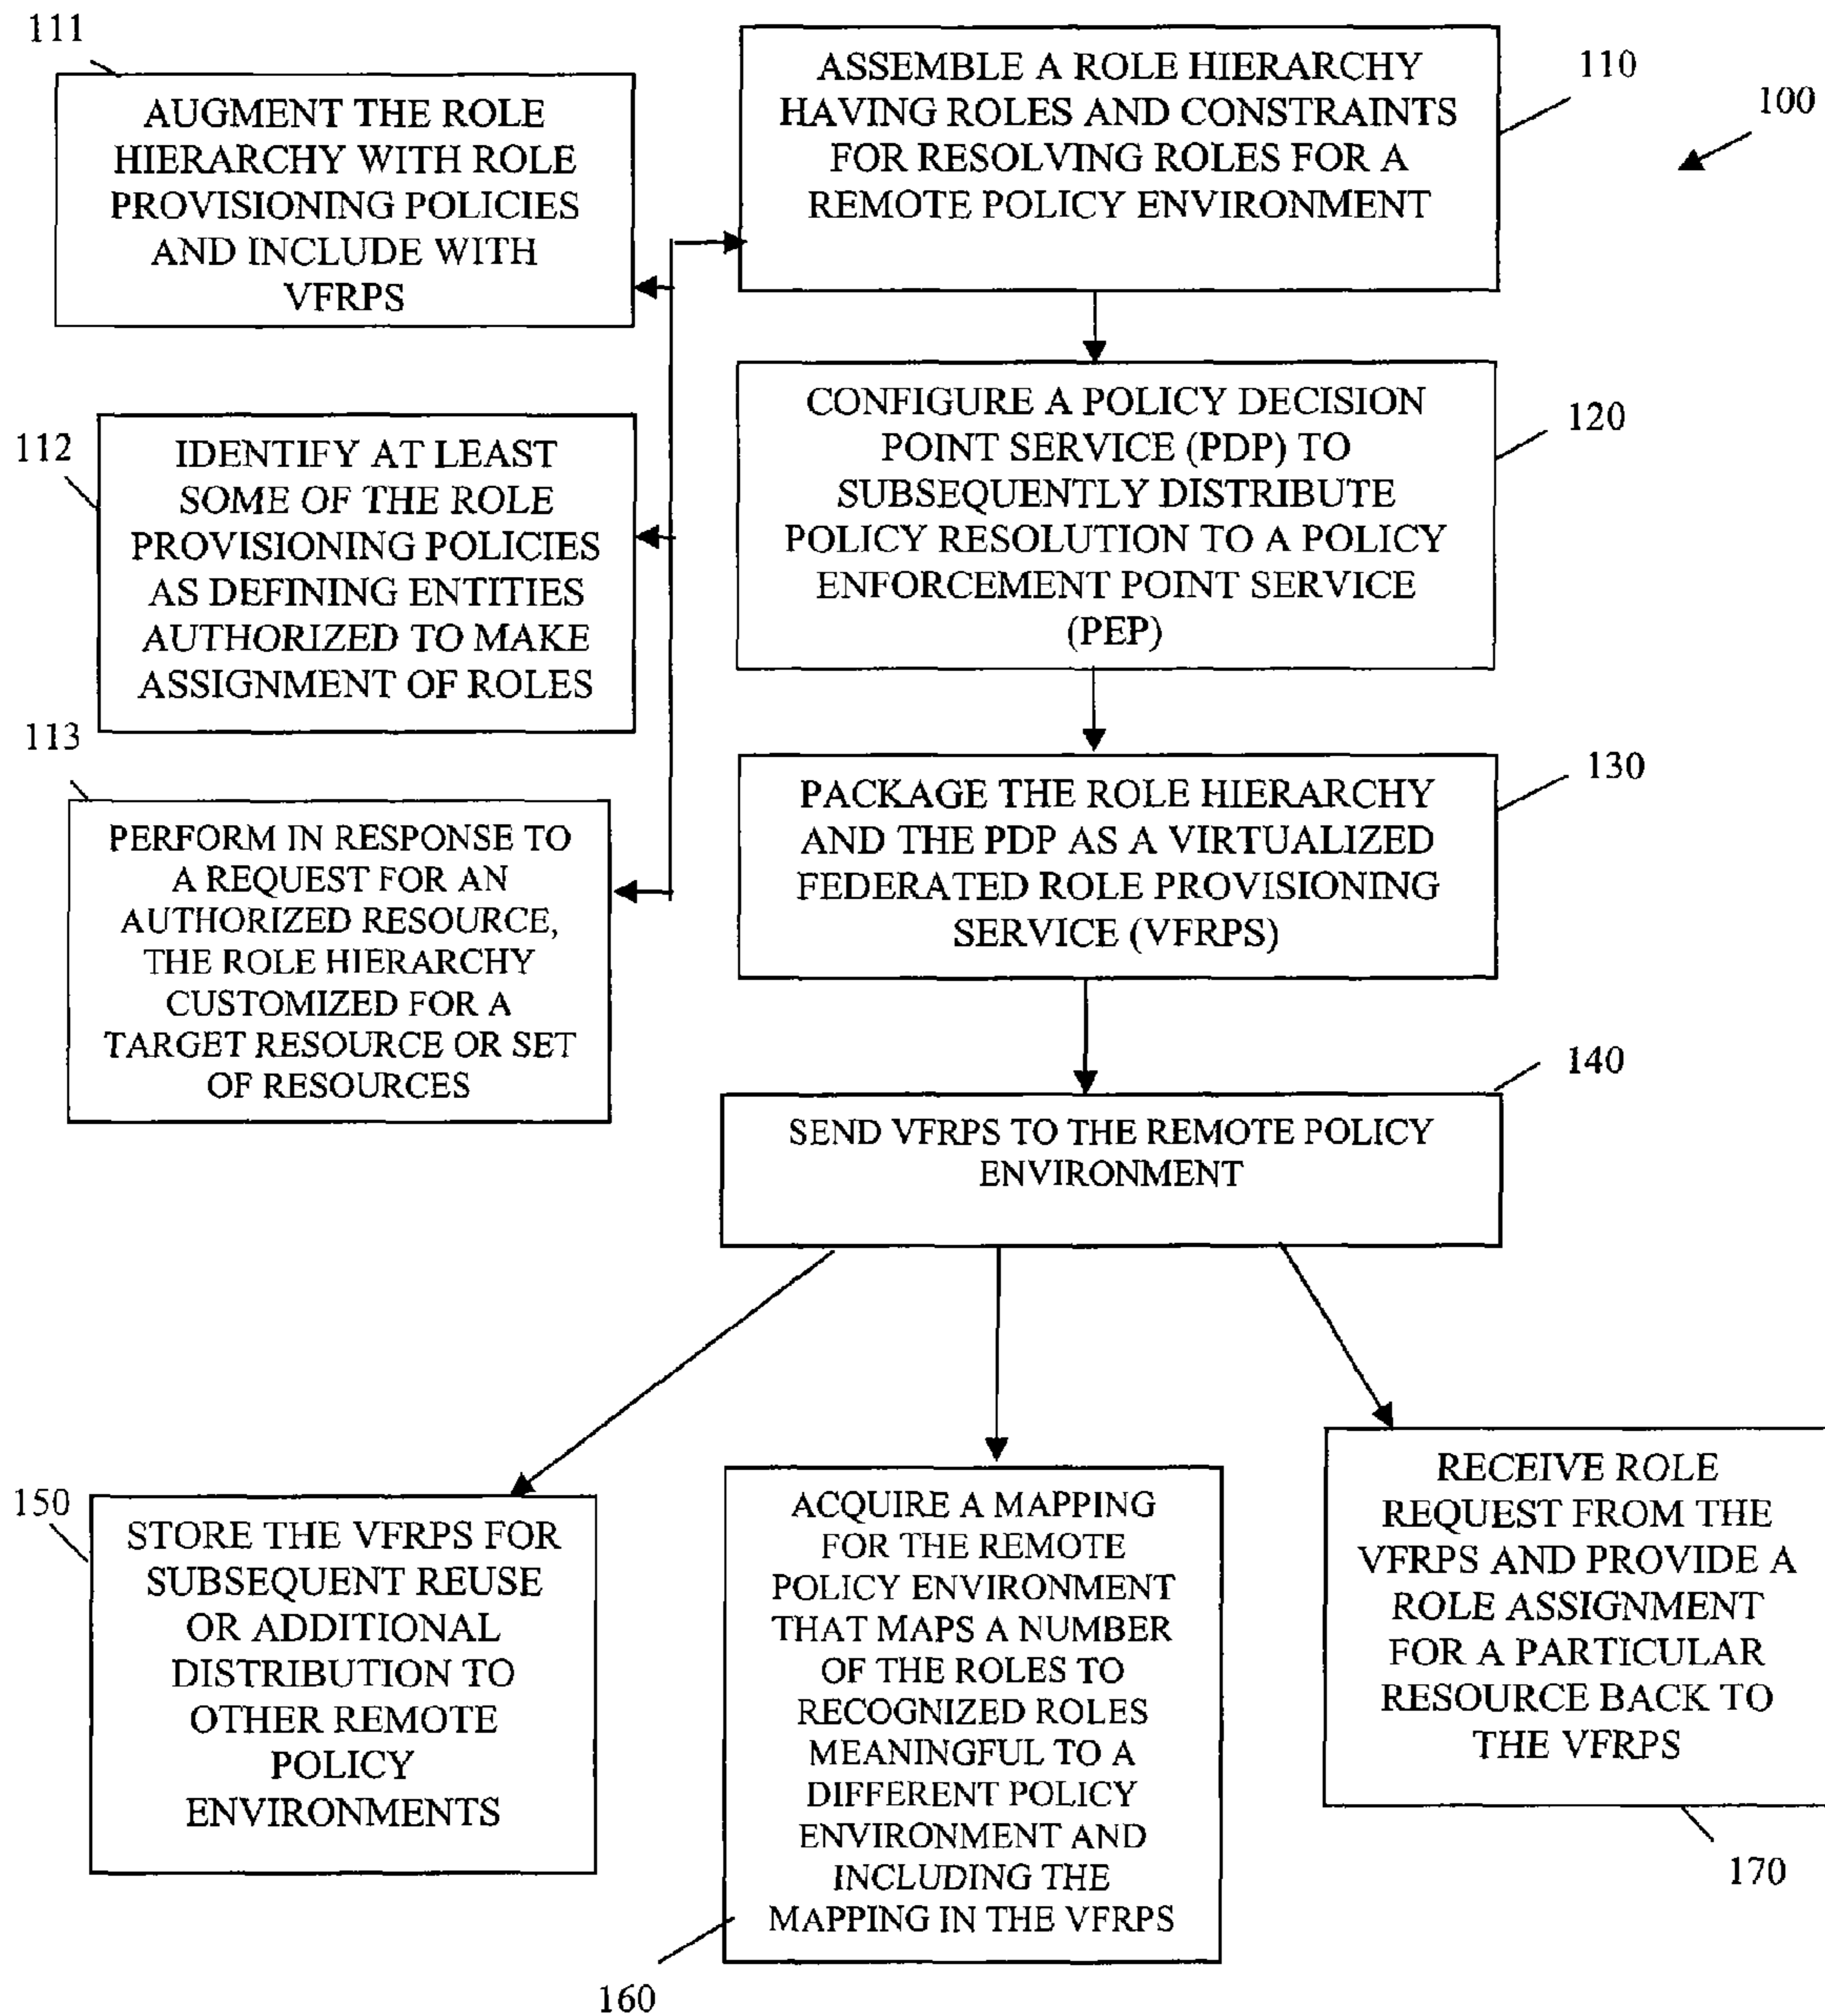 111
AUGMENT THE ROLE
HIERARCHY WITH ROLE
PROVISIONING POLICIES
AND INCLUDE WITH
VFRPS
ASSEMBLE A ROLE HIERARCHY
HAVING ROLES AND CONSTRAINTS
FOR RESOLVING ROLES FOR A
REMOTE POLICY ENVIRONMENT
110
100
112
IDENTIFY AT LEAST
SOME OF THE ROLE
PROVISIONING POLICIES
AS DEFINING ENTITIES
AUTHORIZED TO MAKE
ASSIGNMENT OF ROLES
CONFIGURE A POLICY DECISION
POINT SERVICE (PDP) TO
SUBSEQUENTLY DISTRIBUTE
POLICY RESOLUTION TO A POLICY
ENFORCEMENT POINT SERVICE
(PEP)
120
113
PERFORM IN RESPONSE TO
A REQUEST FOR AN
AUTHORIZED RESOURCE,
THE ROLE HIERARCHY
CUSTOMIZED FOR A
TARGET RESOURCE OR SET
OF RESOURCES
PACKAGE THE ROLE HIERARCHY
AND THE PDP AS A VIRTUALIZED
FEDERATED ROLE PROVISIONING
SERVICE (VFRPS)
130
SEND VFRPS TO THE REMOTE POLICY
ENVIRONMENT
140
150
STORE THE VFRPS FOR
SUBSEQUENT REUSE
OR ADDITIONAL
DISTRIBUTION TO
OTHER REMOTE
POLICY
ENVIRONMENTS
ACQUIRE A MAPPING
FOR THE REMOTE
POLICY ENVIRONMENT
THAT MAPS A NUMBER
OF THE ROLES TO
RECOGNIZED ROLES
MEANINGFUL TO A
DIFFERENT POLICY
ENVIRONMENT AND
INCLUDING THE
MAPPING IN THE VFRPS
160
RECEIVE ROLE
REQUEST FROM THE
VFRPS AND PROVIDE A
ROLE ASSIGNMENT
FOR A PARTICULAR
RESOURCE BACK TO
THE VFRPS
170